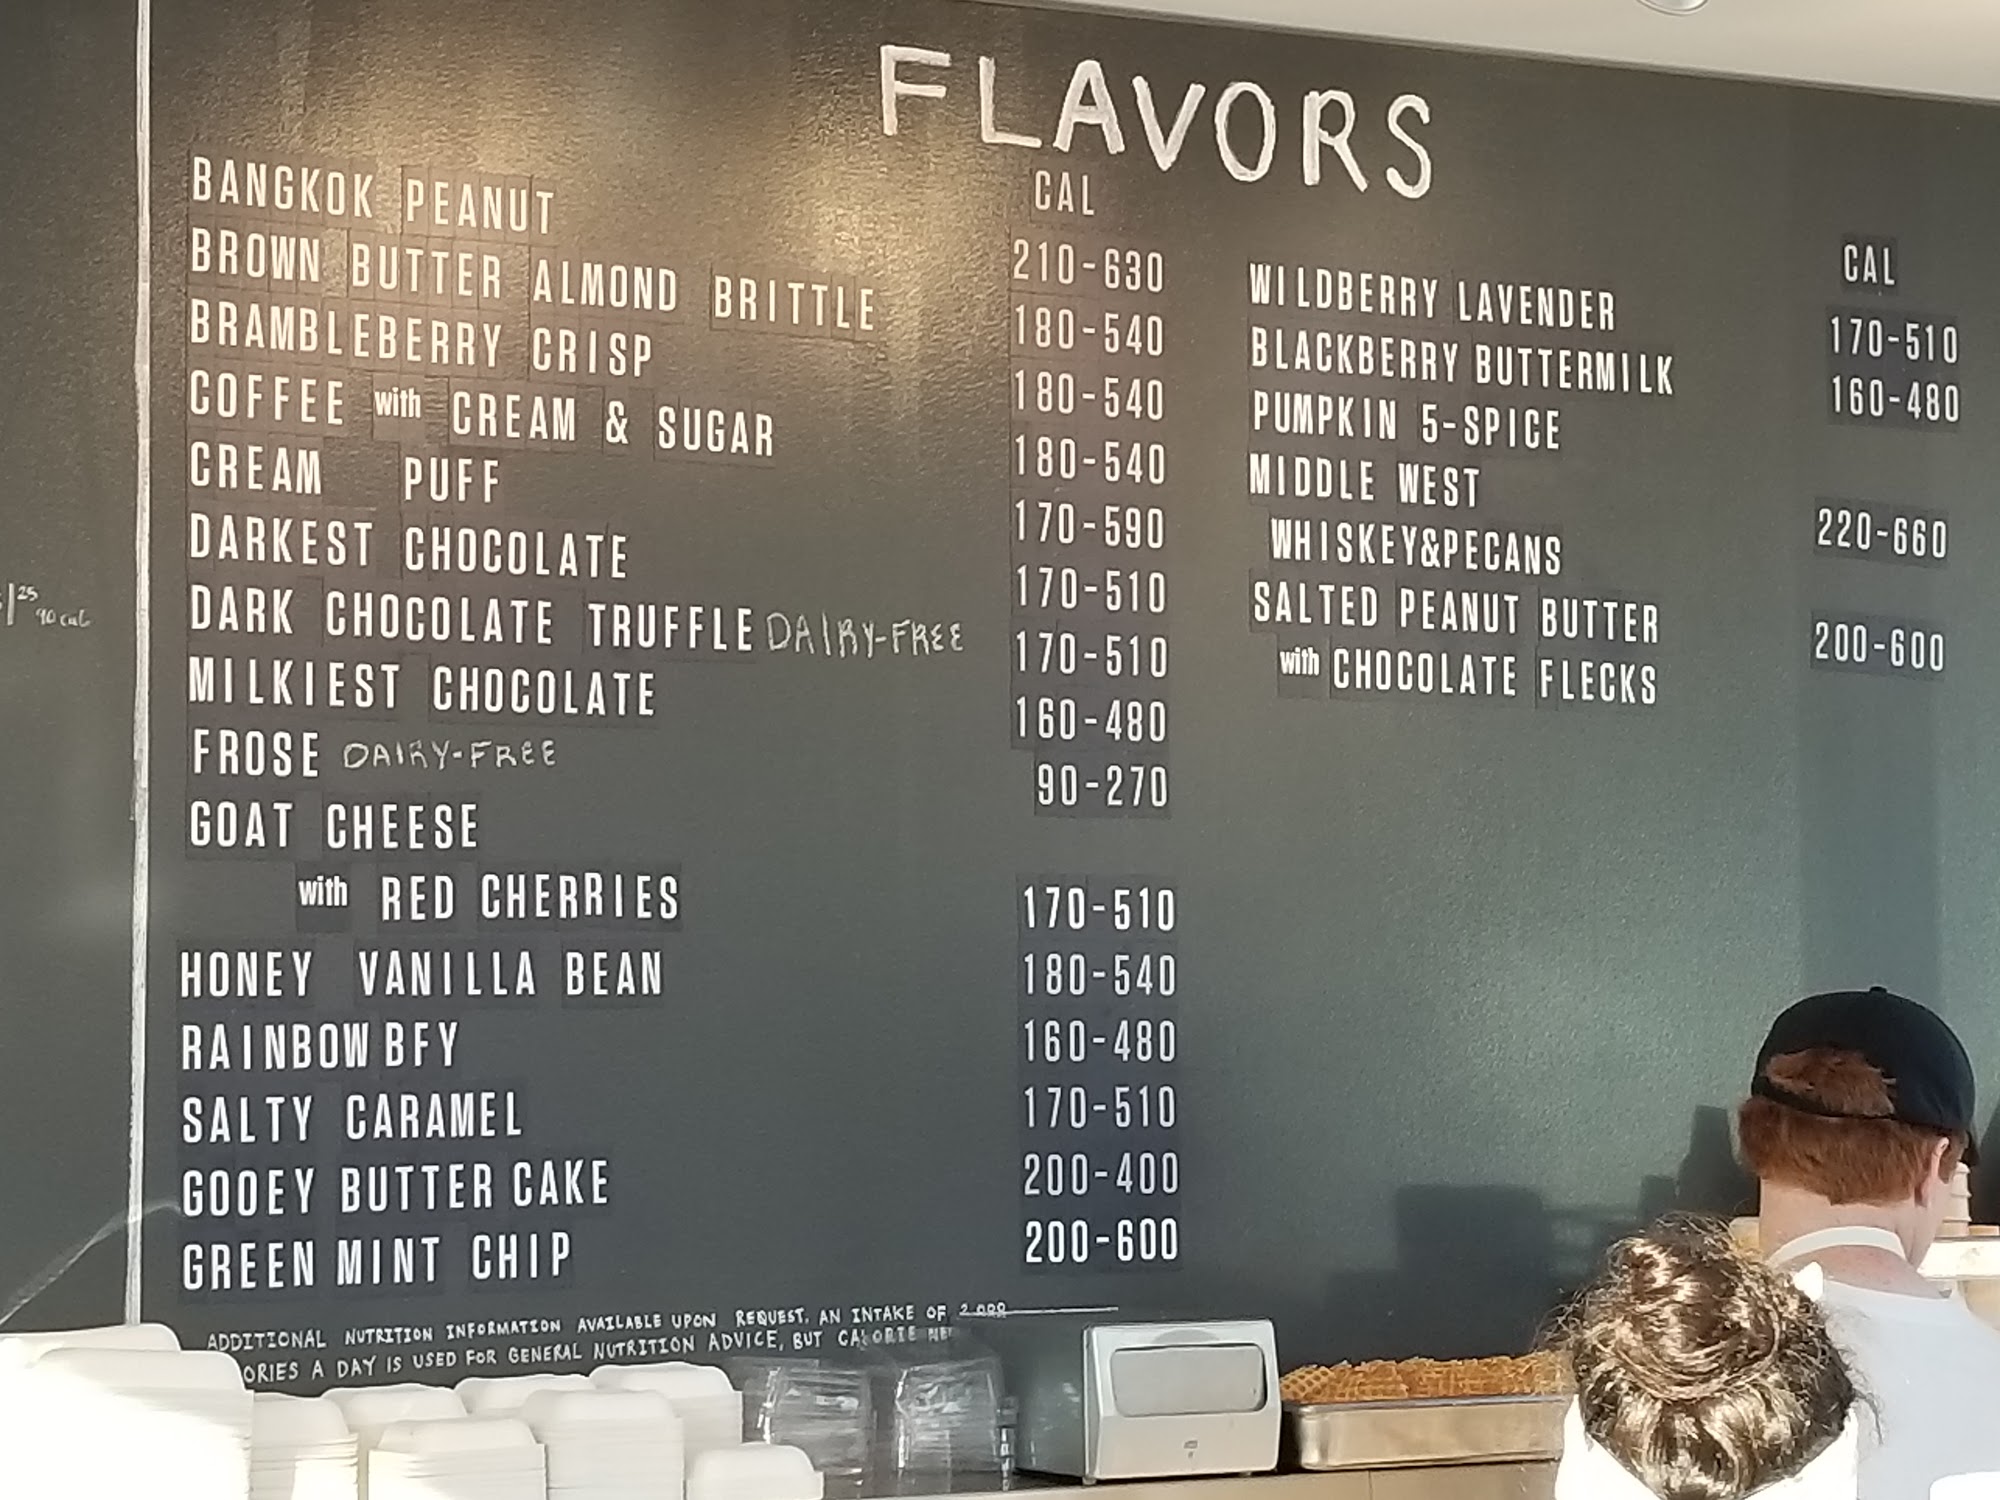 FLAVORS
CAL
BANGKOK PEANUT 210-630
BROWN BUTTER ALMOND BRITTLE 180-540
BRAMBLEBERRY CRISP 180-540
COFFEE with CREAM & SUGAR 180-540
CREAM PUFF 170-590
DARKEST CHOCOLATE 170-510
DARK CHOCOLATE TRUFFLE DAIRY-FREE 170-510
MILKIEST CHOCOLATE 160-480
FROSE DAIRY-FREE 90-270
GOAT CHEESE
with RED CHERRIES 170-510
HONEY VANILLA BEAN 180-540
RAINBOW BFY 160-480
SALTY CARAMEL 170-510
GOOEY BUTTER CAKE 200-400
GREEN MINT CHIP 200-600
CAL
WILDBERRY LAVENDER 170-510
BLACKBERRY BUTTERMILK 160-480
PUMPKIN 5-SPICE
MIDDLE WEST
WHISKEY&PECANS 220-660
SALTED PEANUT BUTTER
with CHOCOLATE FLECKS 200-600
ADDITIONAL NUTRITION INFORMATION AVAILABLE UPON REQUEST. AN INTAKE OF
ORIES A DAY IS USED FOR GENERAL NUTRITION ADVICE, BUT CALORIE
25
90 cal